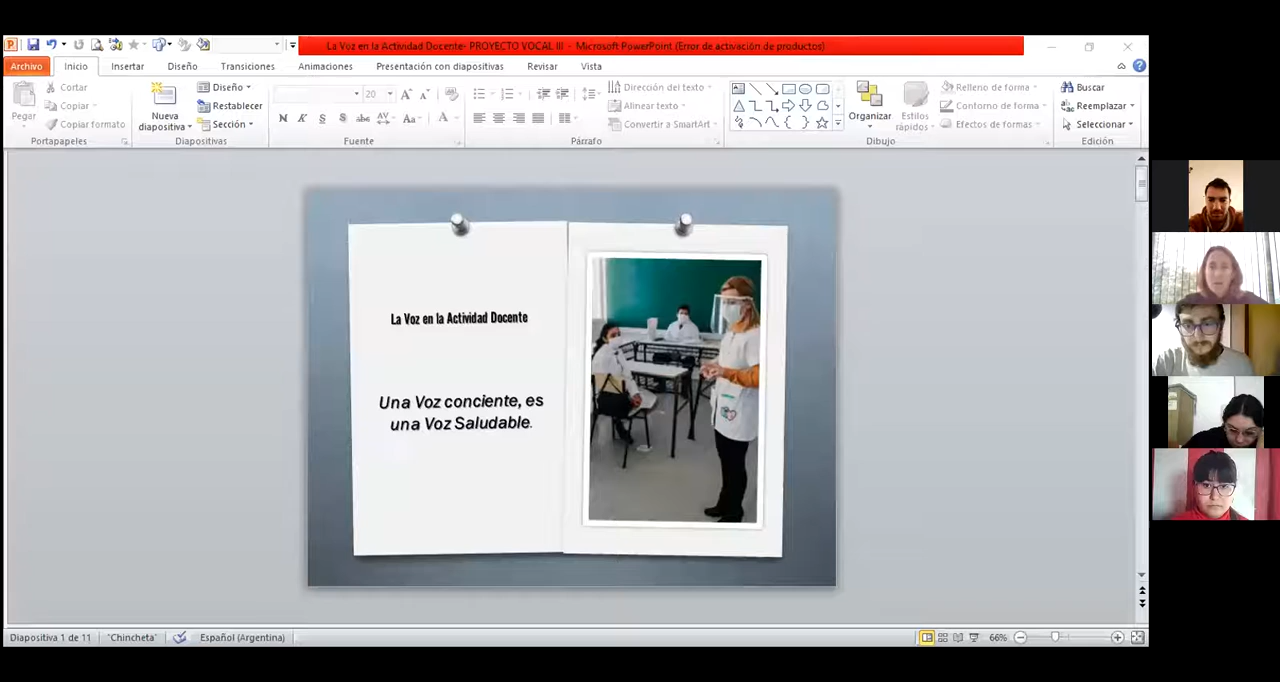 La Voz en la Actividad Docente- PROYECTO VOCAL III - Microsoft PowerPoint (Error de activación de productos)
Archivo Inicio Insertar Diseño Transiciones Animaciones Presentación con diapositivas Revisar Vista
Pegar
Cortar
Copiar
Copiar formato
Portapapeles
Nueva
diapositiva
Diseño
Restablecer
Sección
Diapositivas
20
N K S S abc AV Aa A
Fuente
Dirección del texto
Alinear texto
Convertir a SmartArt
Párrafo
Organizar
Estilos
rápidos
Relleno de forma
Contorno de forma
Efectos de formas
Dibujo
Buscar
Reemplazar
Seleccionar
Edición
La Voz en la Actividad Docente
Una Voz conciente, es
una Voz Saludable.
Diapositiva 1 de 11 "Chincheta" Español (Argentina) 66%